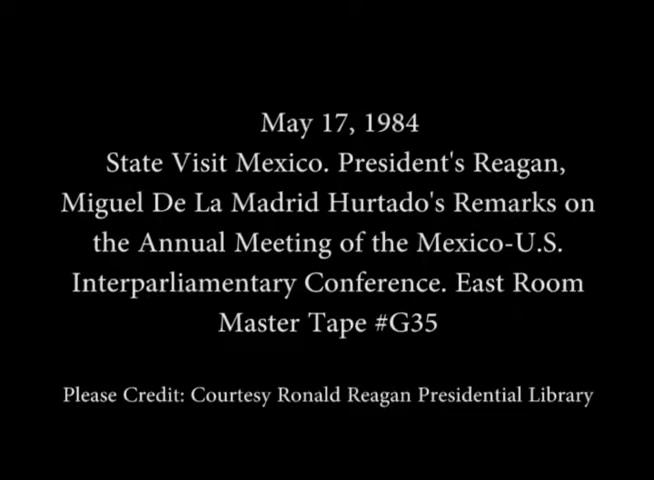 May 17, 1984
State Visit Mexico. President's Reagan,
Miguel De La Madrid Hurtado's Remarks on
the Annual Meeting of the Mexico-U.S.
Interparliamentary Conference. East Room
Master Tape #G35
Please Credit: Courtesy Ronald Reagan Presidential Library